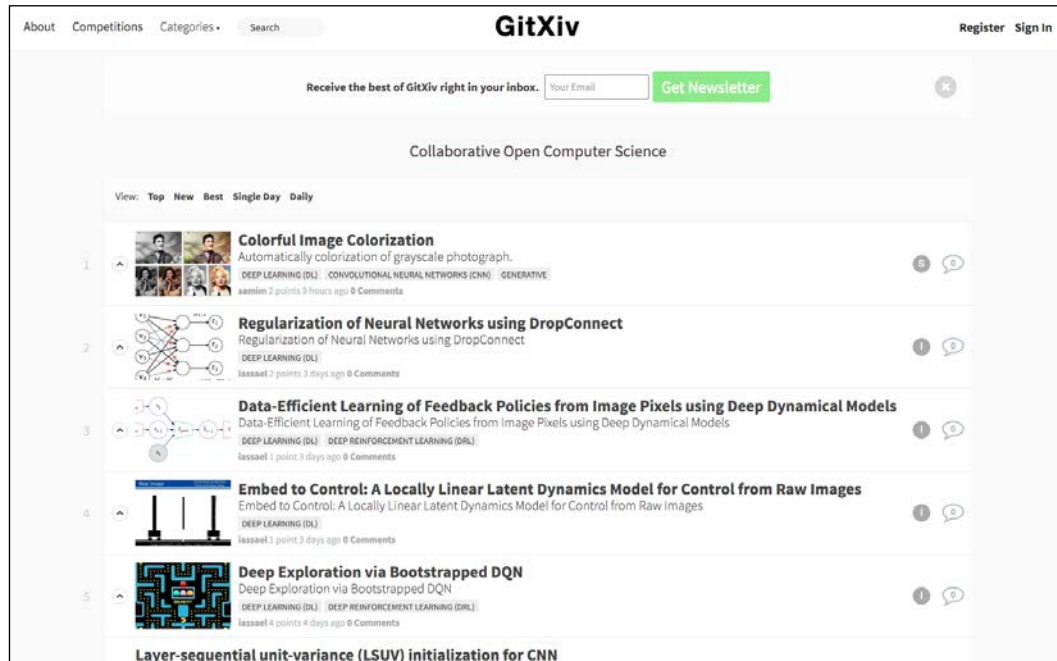 About Competitions Categories Search GitXiv Register Sign In
Receive the best of GitXiv right in your inbox. Your Email Get Newsletter
Collaborative Open Computer Science
View: Top New Best Single Day Daily
1
Colorful Image Colorization
Automatically colorization of grayscale photograph.
DEEP LEARNING (DL) CONVOLUTIONAL NEURAL NETWORKS (CNN) GENERATIVE
samim 2 points 9 hours ago 0 Comments
S 0
2
Regularization of Neural Networks using DropConnect
Regularization of Neural Networks using DropConnect
DEEP LEARNING (DL)
iassael 2 points 3 days ago 0 Comments
I 0
3
Data-Efficient Learning of Feedback Policies from Image Pixels using Deep Dynamical Models
Data-Efficient Learning of Feedback Policies from Image Pixels using Deep Dynamical Models
DEEP LEARNING (DL) DEEP REINFORCEMENT LEARNING (DRL)
iassael 1 point 3 days ago 0 Comments
I 0
4
Embed to Control: A Locally Linear Latent Dynamics Model for Control from Raw Images
Embed to Control: A Locally Linear Latent Dynamics Model for Control from Raw Images
DEEP LEARNING (DL)
iassael 1 point 3 days ago 0 Comments
I 0
5
Deep Exploration via Bootstrapped DQN
Deep Exploration via Bootstrapped DQN
DEEP LEARNING (DL) DEEP REINFORCEMENT LEARNING (DRL)
iassael 4 points 4 days ago 0 Comments
I 0
Layer-sequential unit-variance (LSUV) initialization for CNN